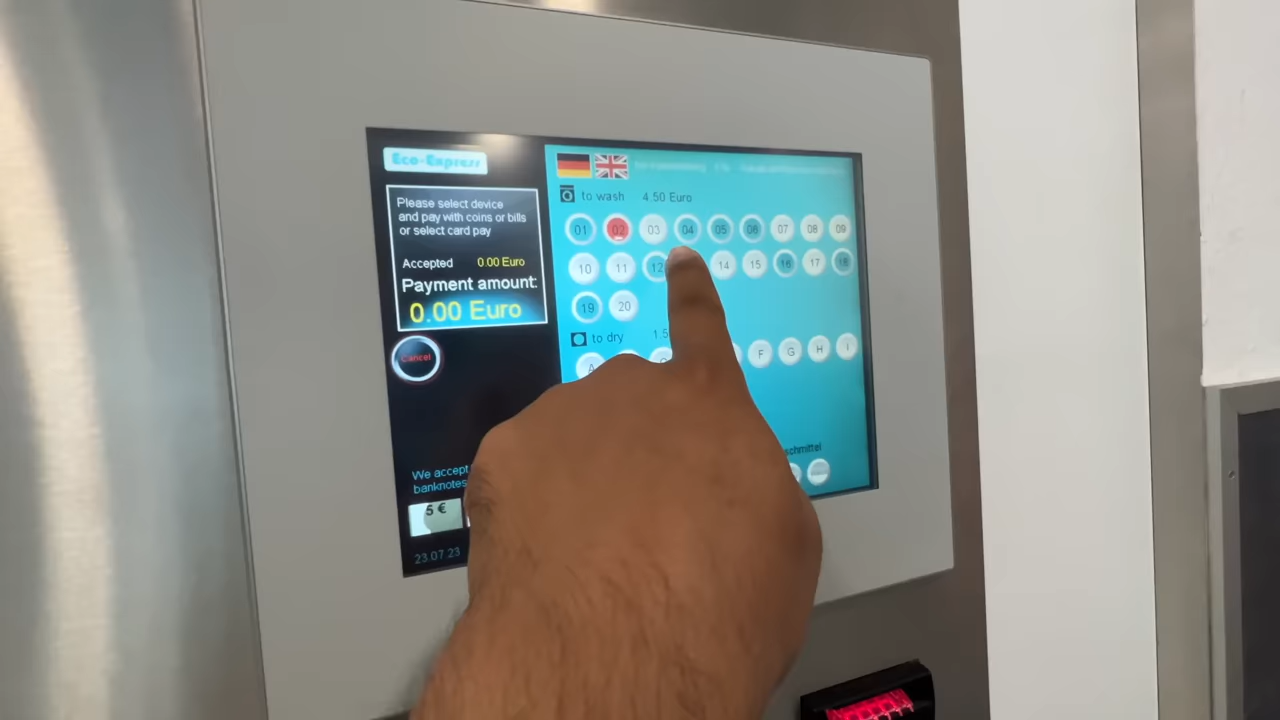 Eco-Express
Please select device
and pay with coins or bills
or select card pay
Accepted 0.00 Euro
Payment amount:
0.00 Euro
Cancel
We accept
banknotes
5 €
23.07.23
to wash 4.50 Euro
01 02 03 04 05 06 07 08 09
10 11 12 14 15 16 17 18
19 20
to dry 1.5
A F G H I
schmittel